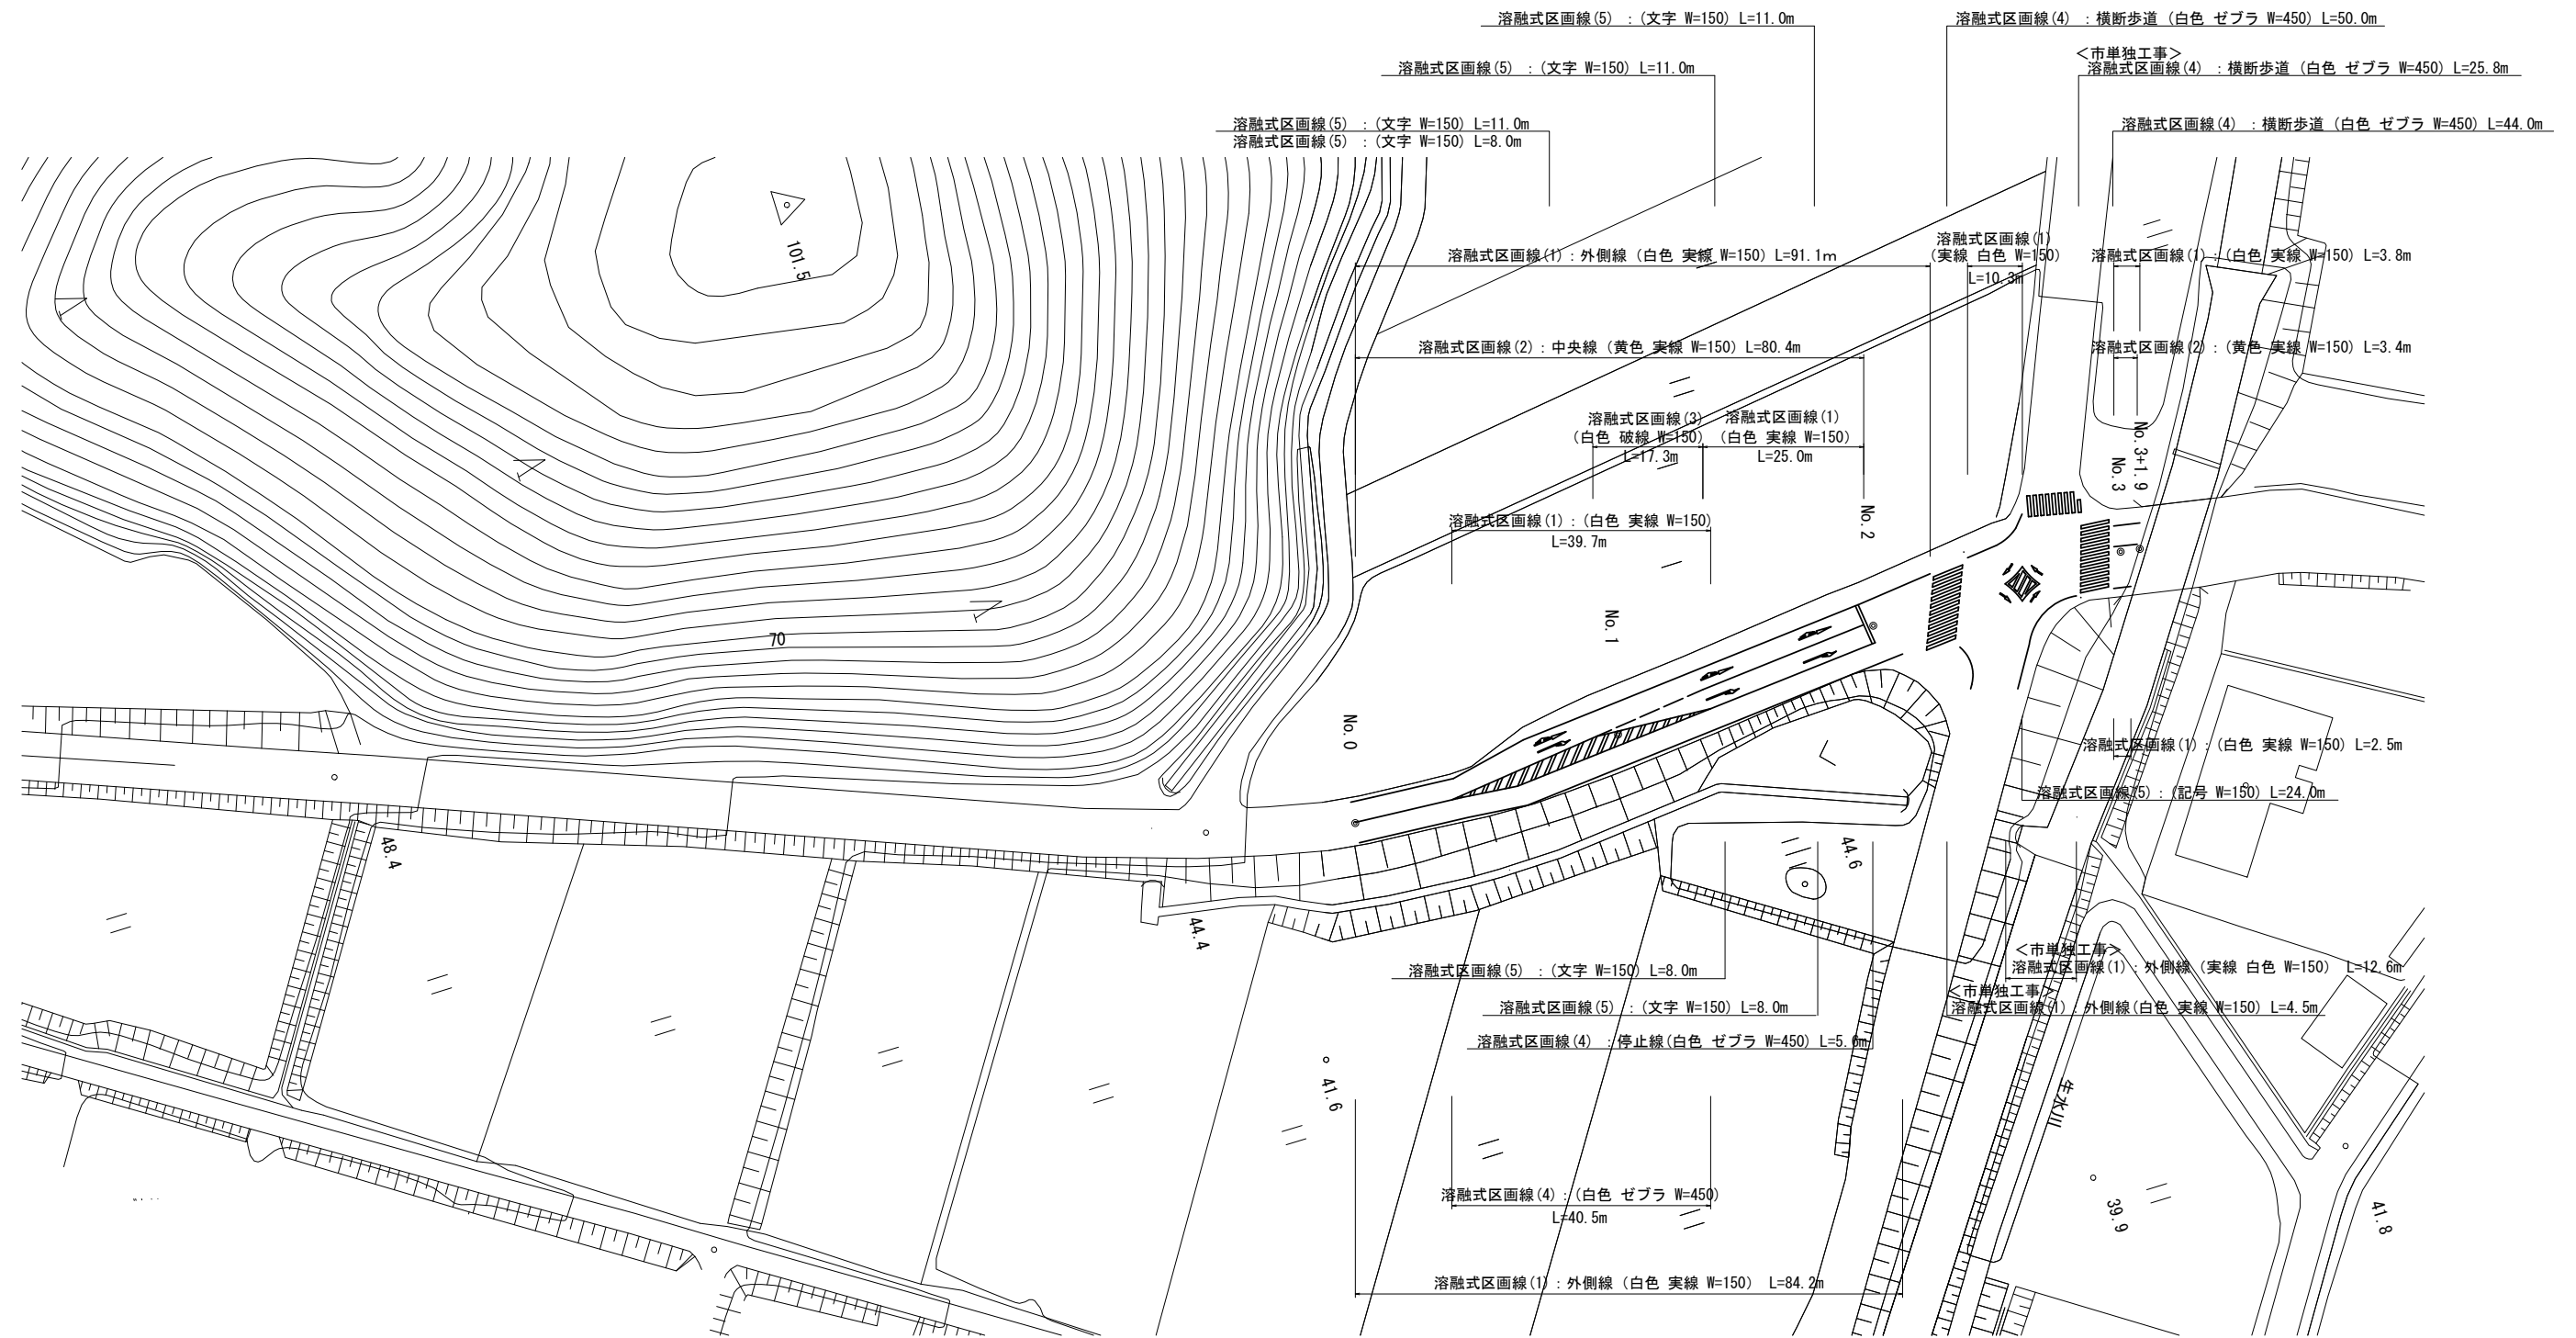 溶融式区画線(5) ：(文字 W=150) L=11.0m
溶融式区画線(4) ：横断歩道 (白色 ゼブラ W=450) L=50.0m
＜市単独工事＞
溶融式区画線(5) ：(文字 W=150) L=11.0m
溶融式区画線(4) ：横断歩道 (白色 ゼブラ W=450) L=25.8m
溶融式区画線(5) ：(文字 W=150) L=11.0m
溶融式区画線(5) ：(文字 W=150) L=8.0m
溶融式区画線(4) ：横断歩道 (白色 ゼブラ W=450) L=44.0m
101.5
溶融式区画線(1)：外側線 (白色 実線 W=150) L=91.1m
溶融式区画線(1)
(実線 白色 W=150)
L=10.3m
溶融式区画線(1)：(白色 実線 W=150) L=3.8m
溶融式区画線(2)：中央線 (黄色 実線 W=150) L=80.4m
溶融式区画線(2)：(黄色 実線 W=150) L=3.4m
溶融式区画線(3)
(白色 破線 W=150)
L=17.3m
溶融式区画線(1)
(白色 実線 W=150)
L=25.0m
No.3+1.9
No.3
No.2
溶融式区画線(1)：(白色 実線 W=150)
L=39.7m
No.1
70
No.0
溶融式区画線(1)：(白色 実線 W=150) L=2.5m
溶融式区画線(5)：(記号 W=150) L=24.0m
48.4
44.6
44.4
＜市単独工事＞
溶融式区画線(1)：外側線 (実線 白色 W=150) L=12.6m
溶融式区画線(5) ：(文字 W=150) L=8.0m
＜市単独工事＞
溶融式区画線(1)：外側線(白色 実線 W=150) L=4.5m
溶融式区画線(5) ：(文字 W=150) L=8.0m
溶融式区画線(4) ：停止線(白色 ゼブラ W=450) L=5.6m
41.6
生水川
溶融式区画線(4)：(白色 ゼブラ W=450)
L=40.5m
39.9
41.8
溶融式区画線(1)：外側線 (白色 実線 W=150) L=84.2m